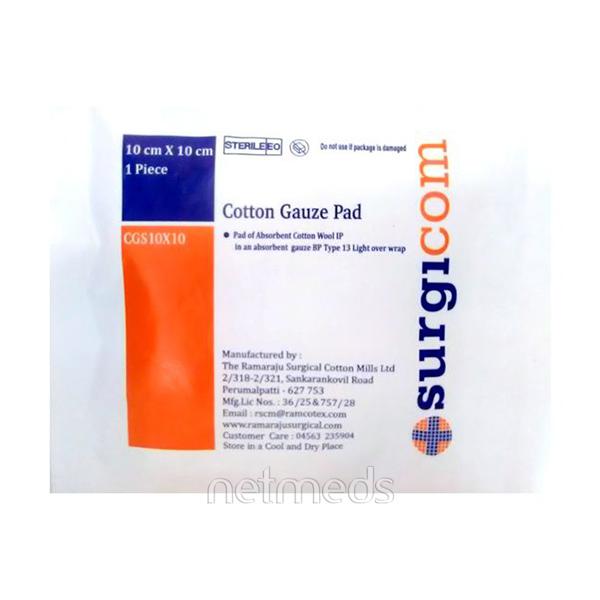 10 cm X 10 cm
1 Piece
CGS10X10
STERILE EO
Do not use if package is damaged
Cotton Gauze Pad
• Pad of Absorbent Cotton Wool IP
in an absorbent gauze BP Type 13 Light over wrap
Manufactured by :
The Ramaraju Surgical Cotton Mills Ltd
2/318-2/321, Sankarankovil Road
Perumalpatti - 627 753
Mfg.Lic Nos. : 36/25 & 757/28
Email : rscm@ramcotex.com
www.ramarajusurgical.com
Customer Care : 04563 235904
Store in a Cool and Dry Place
surgicom
netmeds